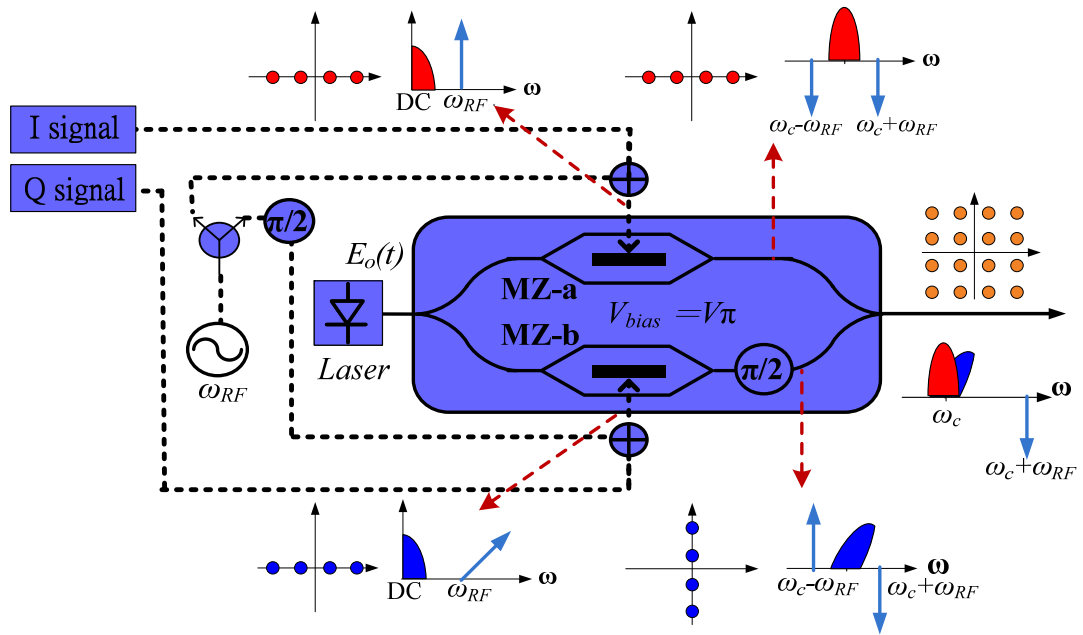 DC
ω_RF
ω
ω
ω_c-ω_RF
ω_c+ω_RF
I signal
Q signal
π/2
E_o(t)
MZ-a
V_bias =Vπ
MZ-b
π/2
Laser
ω_RF
ω
ω_c
ω_c+ω_RF
DC
ω_RF
ω
ω_c-ω_RF
ω_c+ω_RF
ω